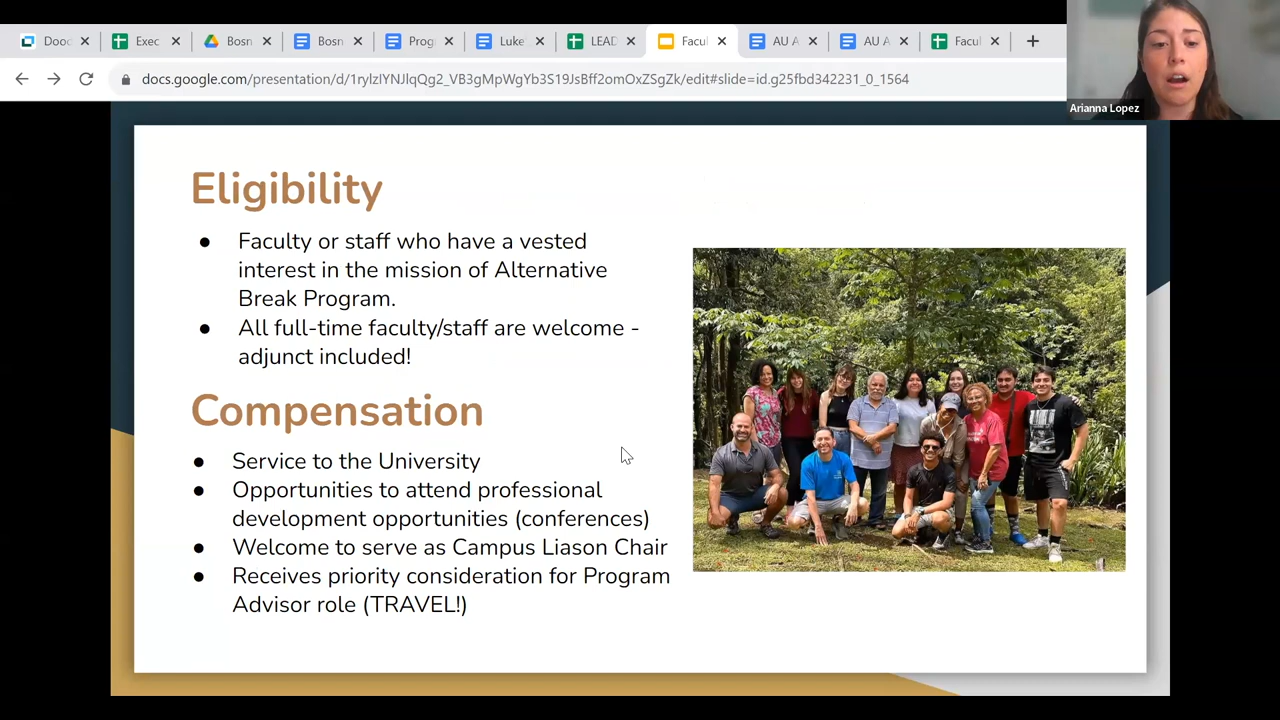 Dooc
Exec
Bosn
Bosn
Prog
Luke
LEAD
Facul
AU A
AU A
Facul
docs.google.com/presentation/d/1rylzIYNJIqQg2_VB3gMpWgYb3S19JsBff2omOxZSgZk/edit#slide=id.g25fbd342231_0_1564
Arianna Lopez
Eligibility
● Faculty or staff who have a vested
interest in the mission of Alternative
Break Program.
● All full-time faculty/staff are welcome -
adjunct included!
Compensation
● Service to the University
● Opportunities to attend professional
development opportunities (conferences)
● Welcome to serve as Campus Liason Chair
● Receives priority consideration for Program
Advisor role (TRAVEL!)